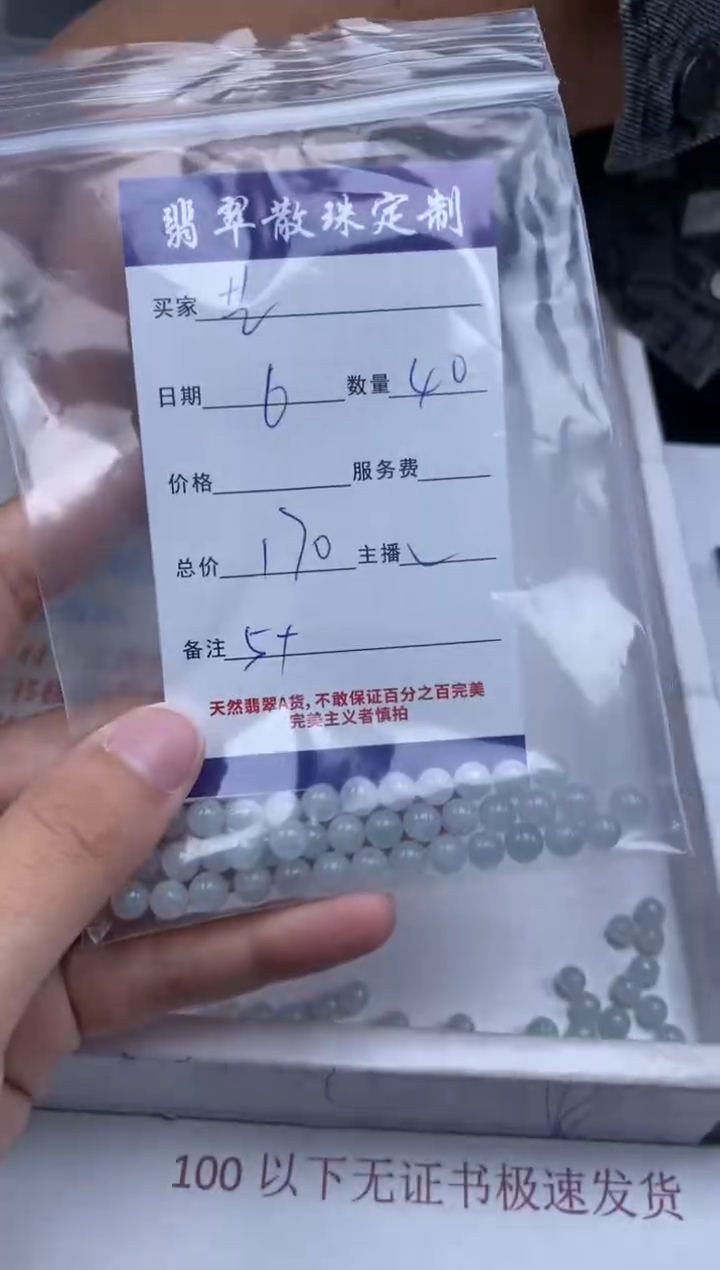 翡翠散珠定制
买家
日期 6 数量 40
价格 服务费
总价 170 主播
备注 5+
天然翡翠A货,不敢保证百分之百完美
完美主义者慎拍
100 以下无证书极速发货